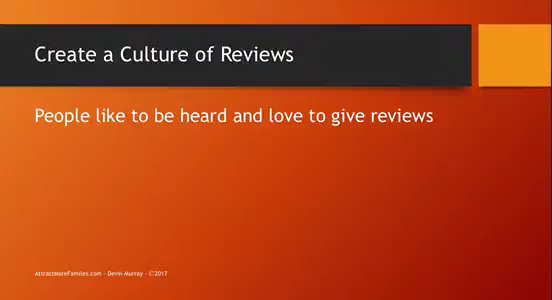 Create a Culture of Reviews
People like to be heard and love to give reviews
AttractMoreFamilies.com - Devin Murray - ©2017